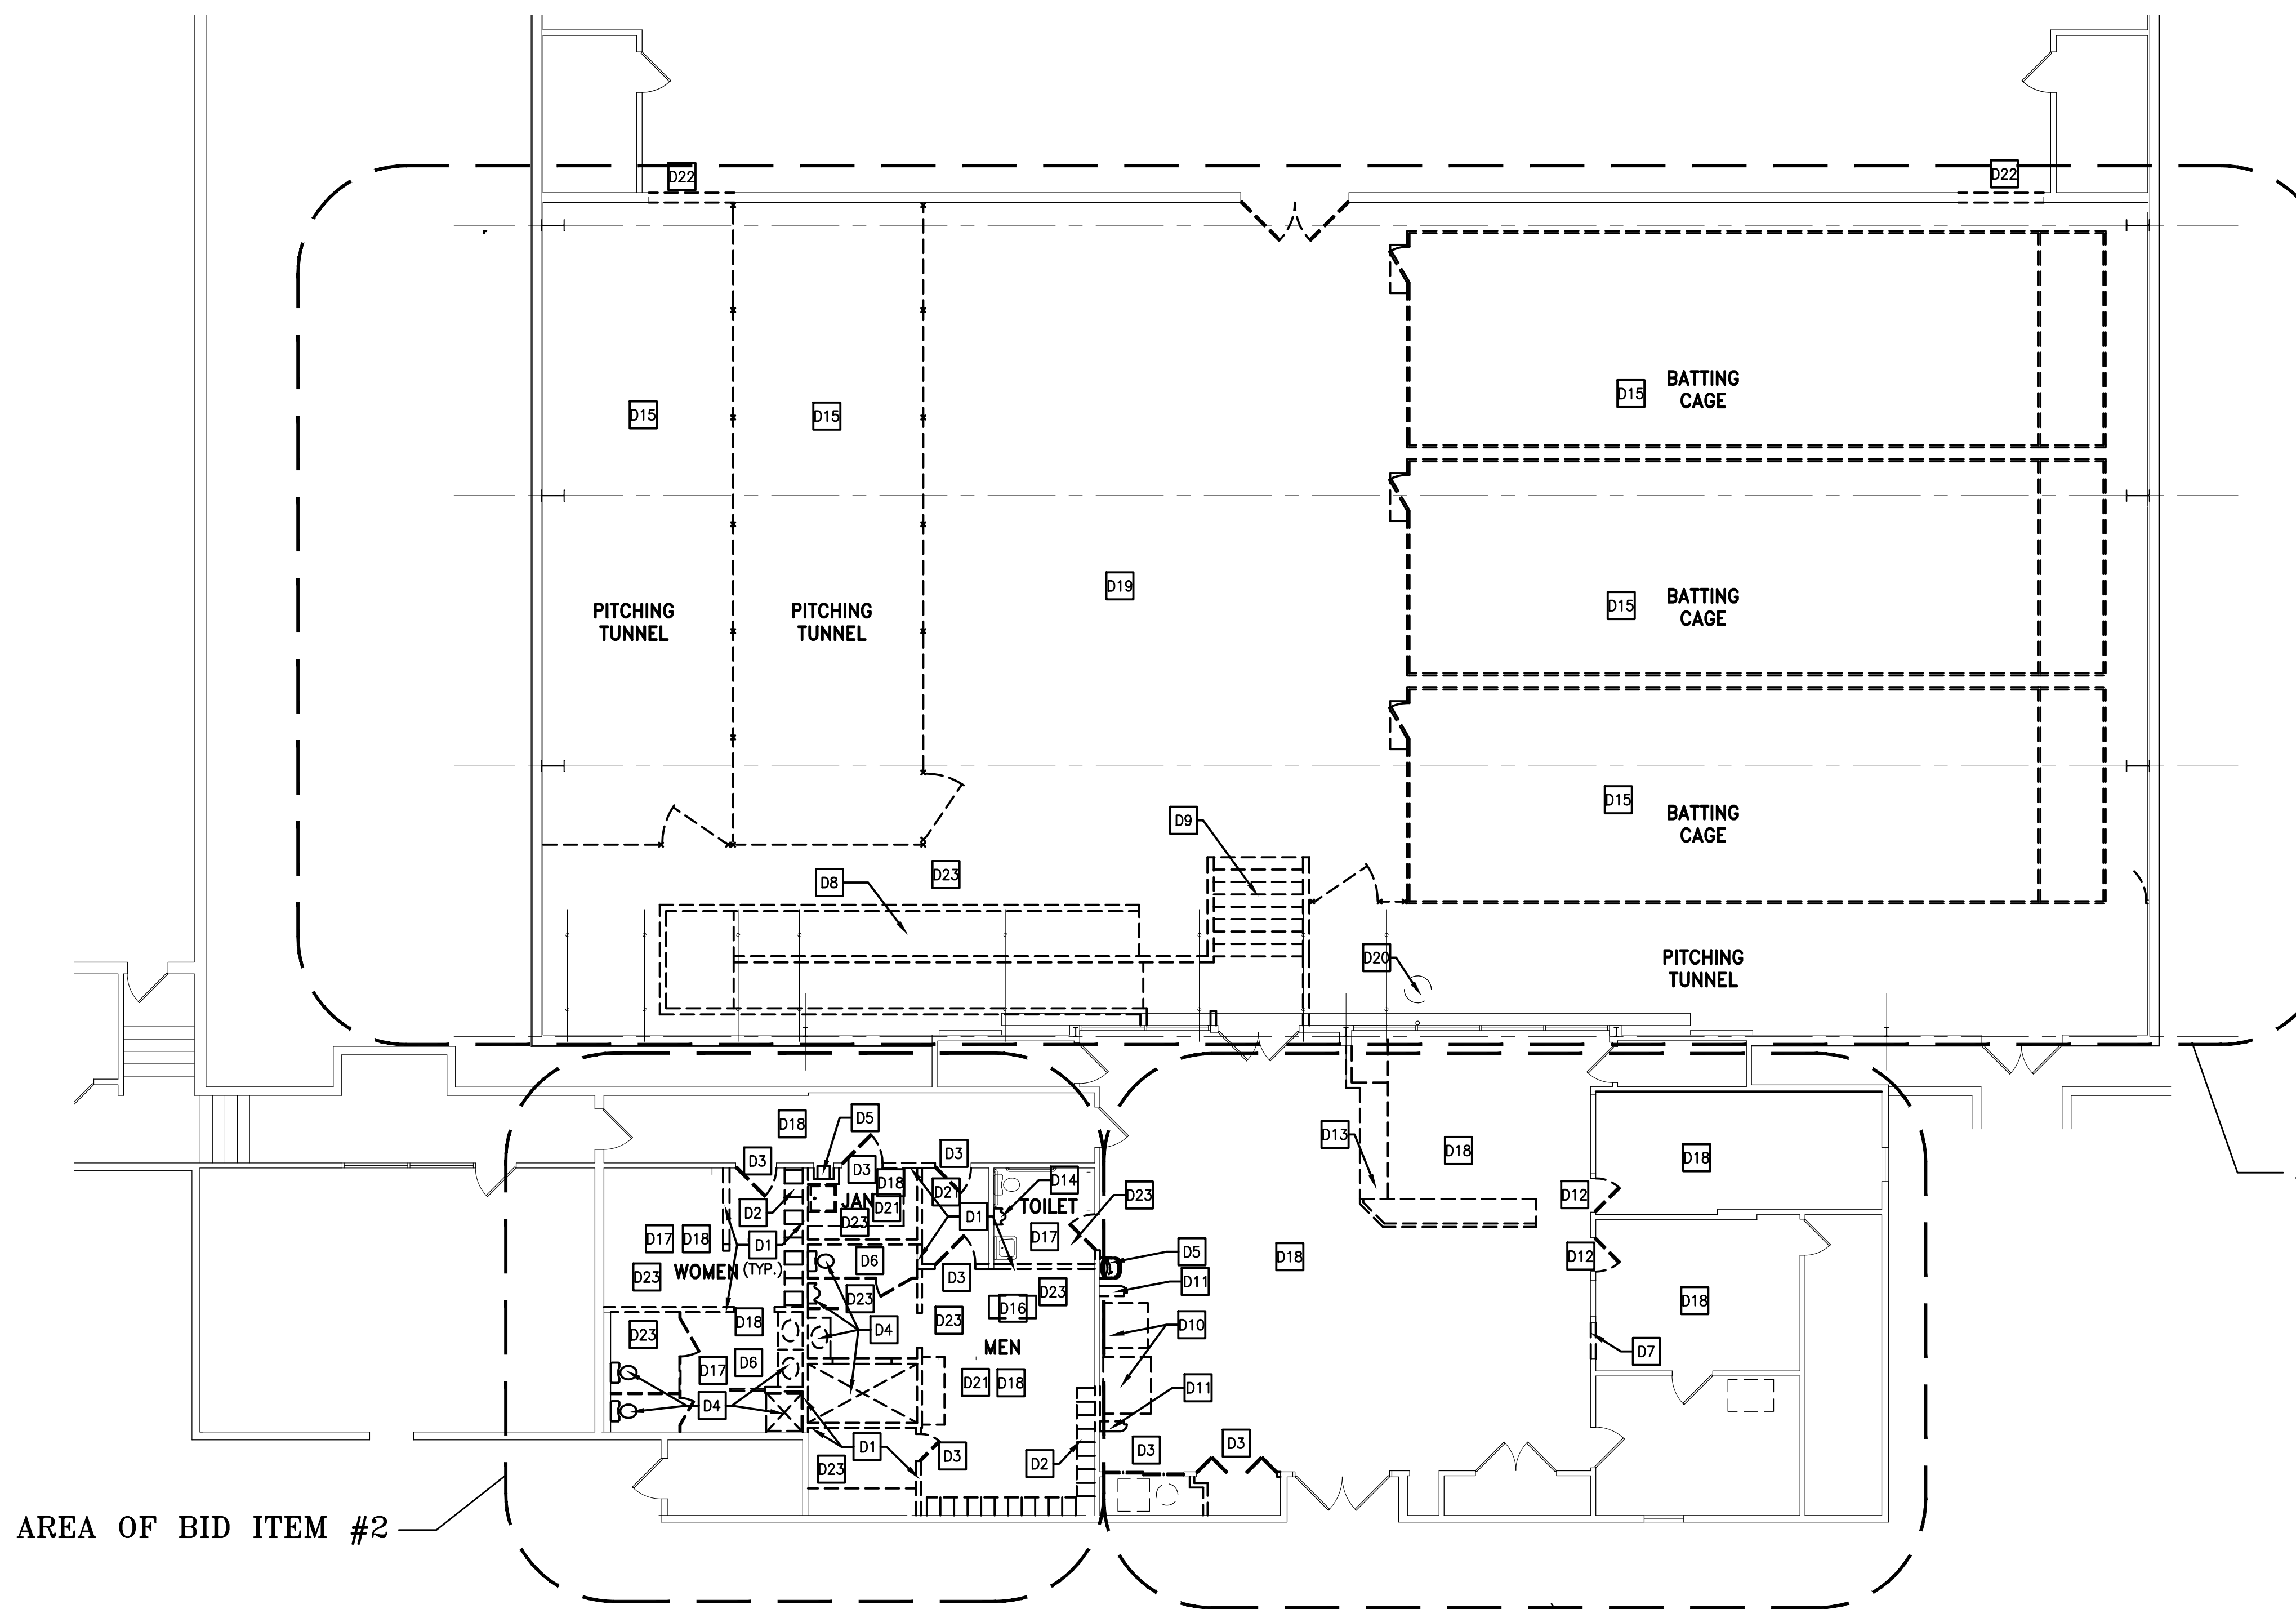 D22
D22
D15
D15
BATTING
CAGE
D15
D19
PITCHING
TUNNEL
PITCHING
TUNNEL
BATTING
CAGE
D15
BATTING
CAGE
D15
D9
D8
D23
D20
PITCHING
TUNNEL
D18
D5
D13
D18
D18
D3
D3
D3
D18
D21
D14
D23
D12
JAN
D21
D23
TOILET
D2
D1
D17
D17
D18
D1
WOMEN (TYP.)
D23
D6
D3
D5
D11
D18
D12
D18
D23
D23
D16
D18
D23
D23
D4
D10
MEN
D7
D17
D6
D21
D18
D11
D4
D1
D3
D2
D3
D3
D23
AREA OF BID ITEM #2